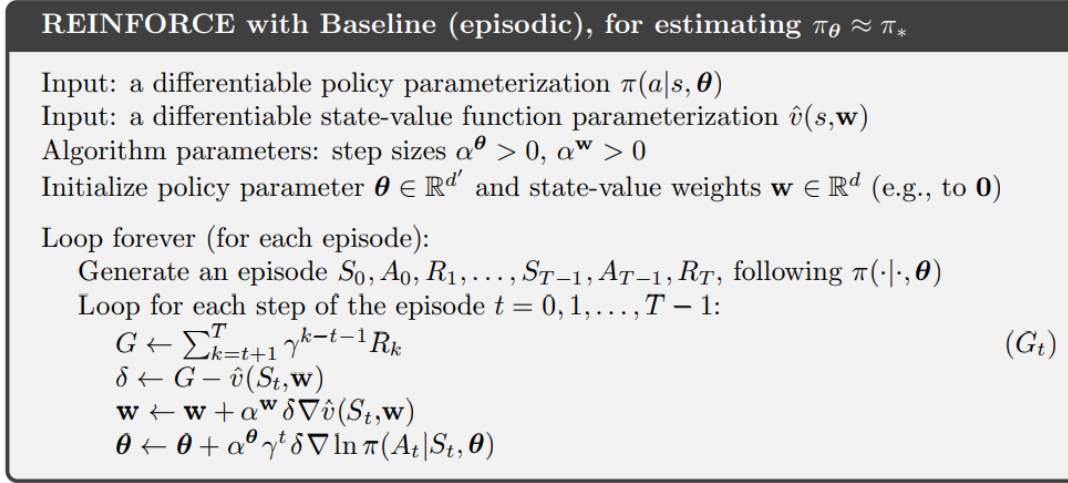 REINFORCE with Baseline (episodic), for estimating π_θ ≈ π_*
Input: a differentiable policy parameterization π(a|s, θ)
Input: a differentiable state-value function parameterization v̂(s,w)
Algorithm parameters: step sizes α^θ > 0, α^w > 0
Initialize policy parameter θ ∈ ℝ^{d′} and state-value weights w ∈ ℝ^d (e.g., to 0)
Loop forever (for each episode):
Generate an episode S_0, A_0, R_1, . . . , S_{T−1}, A_{T−1}, R_T, following π(·|·, θ)
Loop for each step of the episode t = 0, 1, . . . , T − 1:
G ← ∑_{k=t+1}^{T} γ^{k−t−1} R_k (G_t)
δ ← G − v̂(S_t,w)
w ← w + α^w δ∇v̂(S_t,w)
θ ← θ + α^θ γ^t δ∇ ln π(A_t|S_t, θ)